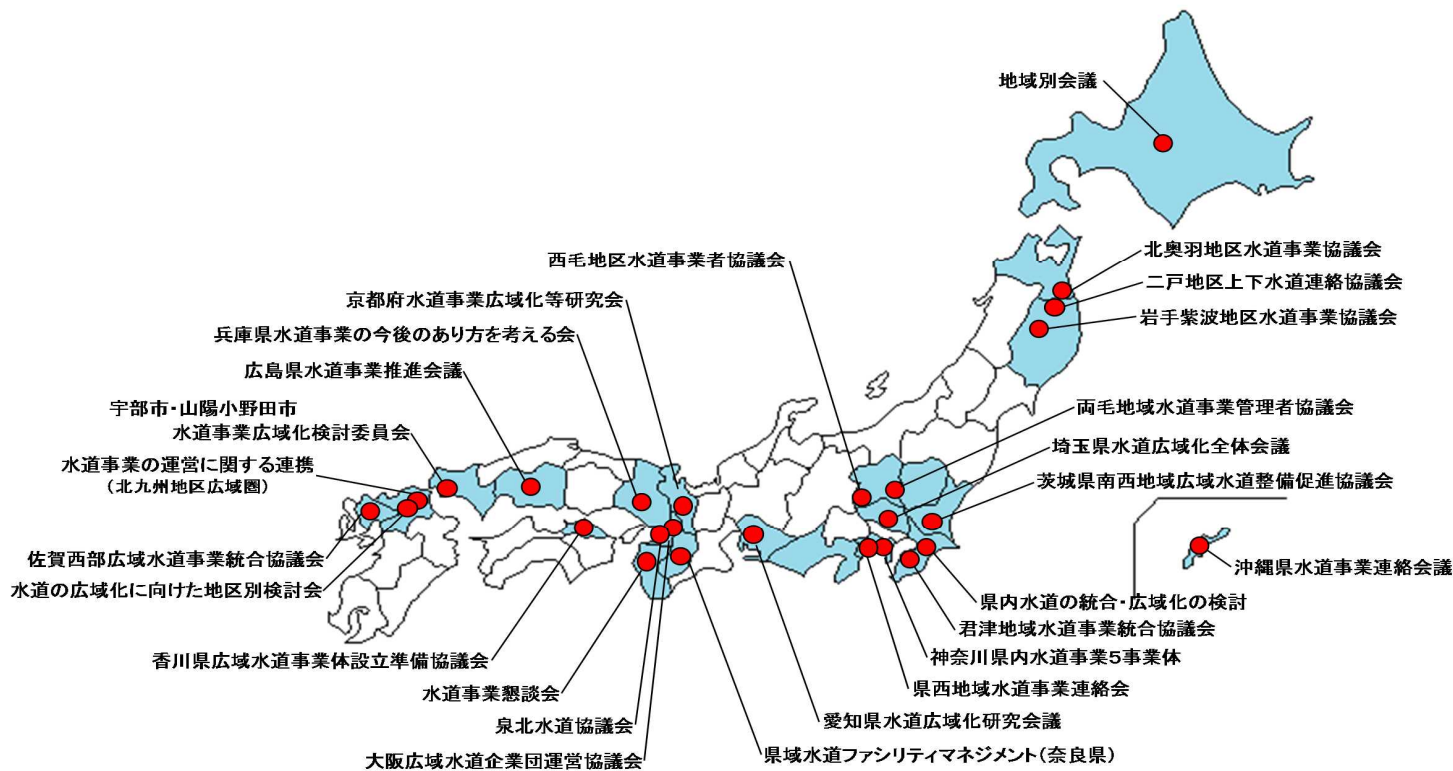 地域別会議
北奥羽地区水道事業協議会
西毛地区水道事業者協議会
二戸地区上下水道連絡協議会
京都府水道事業広域化等研究会
岩手紫波地区水道事業協議会
兵庫県水道事業の今後のあり方を考える会
広島県水道事業推進会議
宇部市・山陽小野田市
水道事業広域化検討委員会
両毛地域水道事業管理者協議会
埼玉県水道広域化全体会議
水道事業の運営に関する連携
(北九州地区広域圏)
茨城県南西地域広域水道整備促進協議会
佐賀西部広域水道事業統合協議会
沖縄県水道事業連絡会議
水道の広域化に向けた地区別検討会
県内水道の統合・広域化の検討
君津地域水道事業統合協議会
香川県広域水道事業体設立準備協議会
神奈川県内水道事業5事業体
水道事業懇談会
県西地域水道事業連絡会
泉北水道協議会
愛知県水道広域化研究会議
大阪広域水道企業団運営協議会
県域水道ファシリティマネジメント(奈良県)